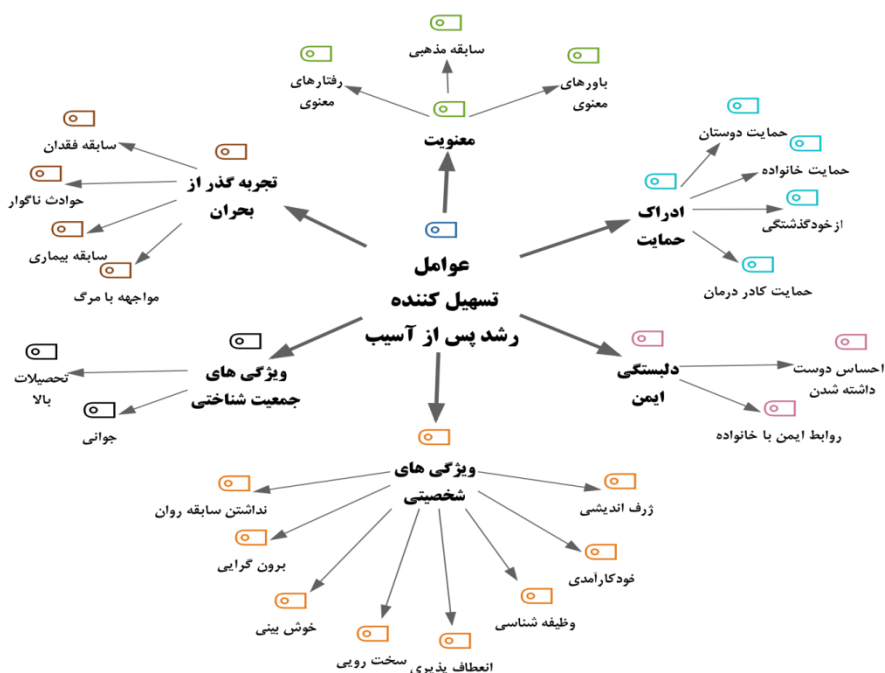 سابقه مذهبی
رفتارهای
معنوی
باورهای
معنوی
معنویت
حمایت دوستان
حمایت خانواده
ازخودگذشتگی
حمایت کادر درمان
ادراک
حمایت
سابقه فقدان
حوادث ناگوار
سابقه بیماری
مواجهه با مرگ
تجربه گذر از
بحران
عوامل
تسهیل کننده
رشد پس از آسیب
دلبستگی
ایمن
احساس دوست
داشته شدن
روابط ایمن با خانواده
ویژگی های
جمعیت شناختی
تحصیلات
بالا
جوانی
ویژگی های
شخصیتی
ژرف اندیشی
خودکارآمدی
وظیفه شناسی
انعطاف پذیری
سخت رویی
خوش بینی
برون گرایی
نداشتن سابقه روان